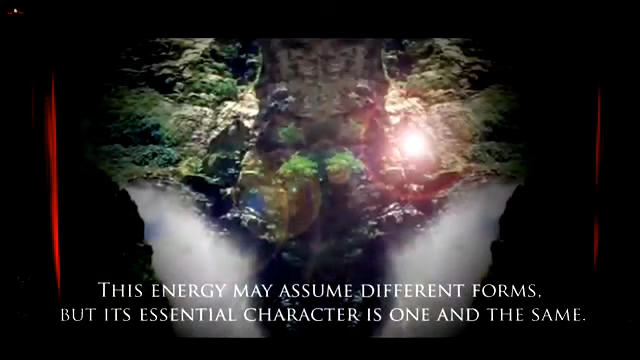 This energy may assume different forms,
but its essential character is one and the same.